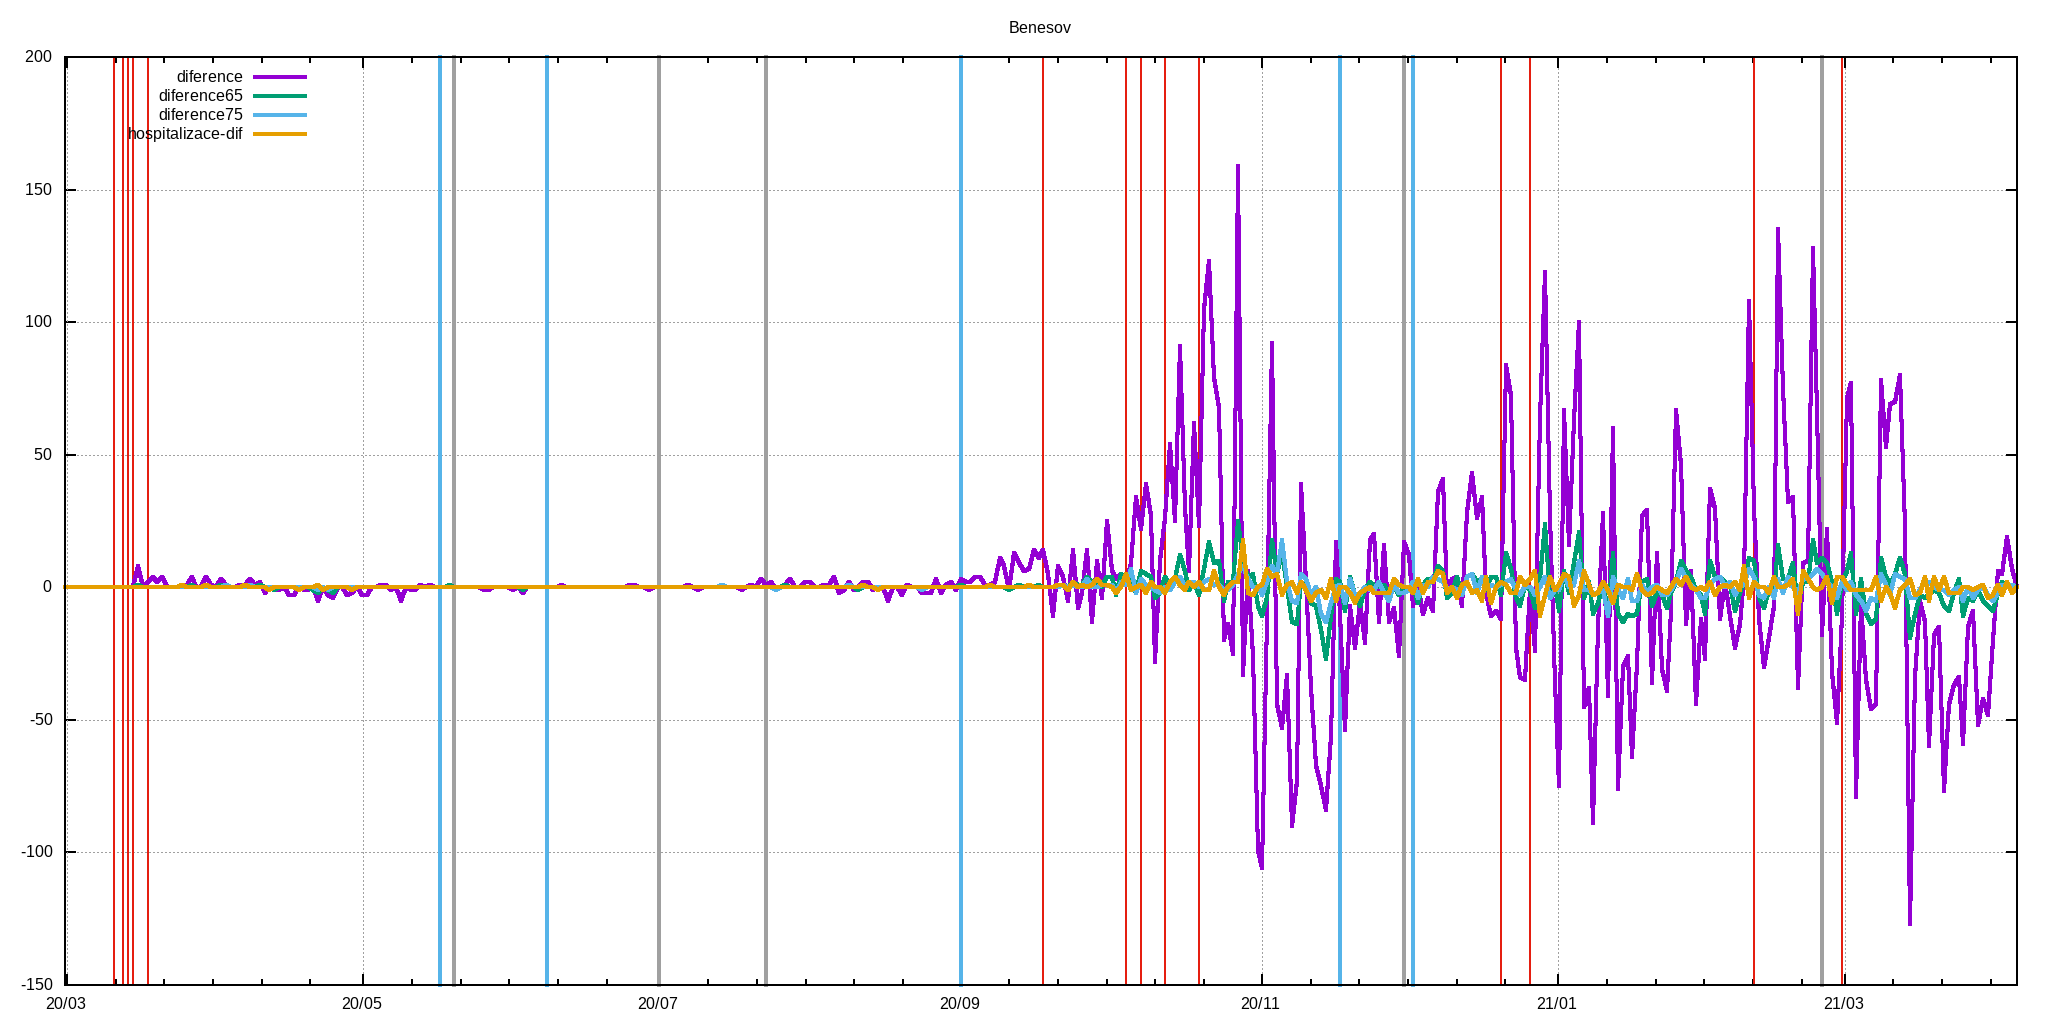 Benesov
200
150
100
50
0
-50
-100
-150
diference
diference65
diference75
hospitalizace-dif
20/03 20/05 20/07 20/09 20/11 21/01 21/03